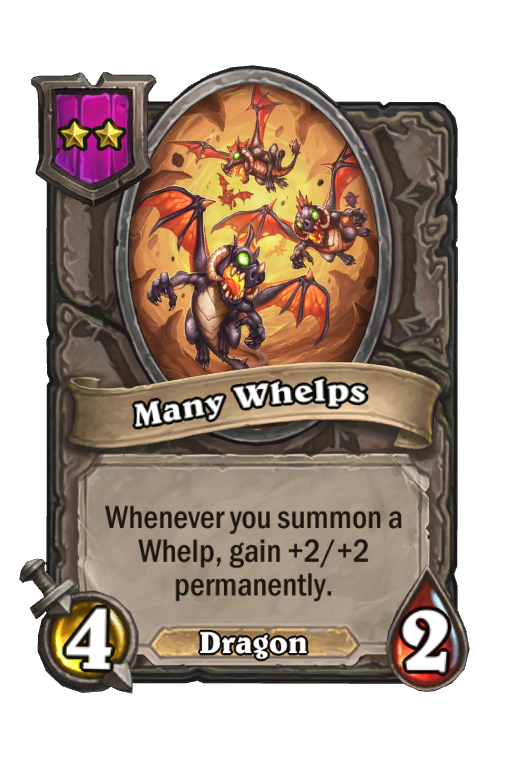 Many Whelps
Whenever you summon a
Whelp, gain +2/+2
permanently.
4
Dragon
2